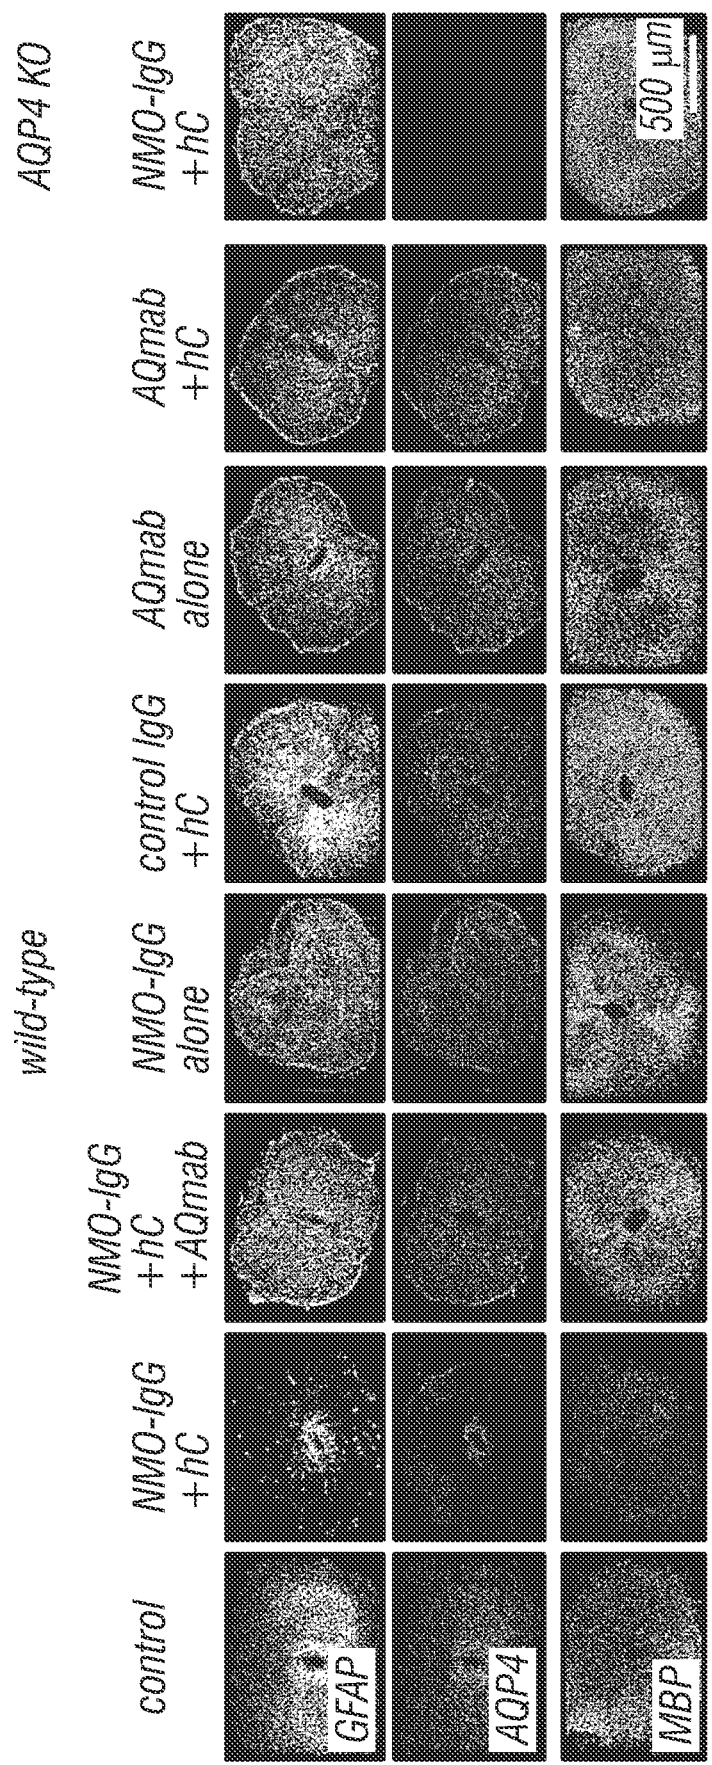 wild-type
AQP4 KO
control
NMO-IgG
+hC
NMO-IgG
+hC
+AQmab
NMO-IgG
alone
control IgG
+hC
AQmab
alone
AQmab
+hC
NMO-IgG
+hC
GFAP
AQP4
MBP
500 µm